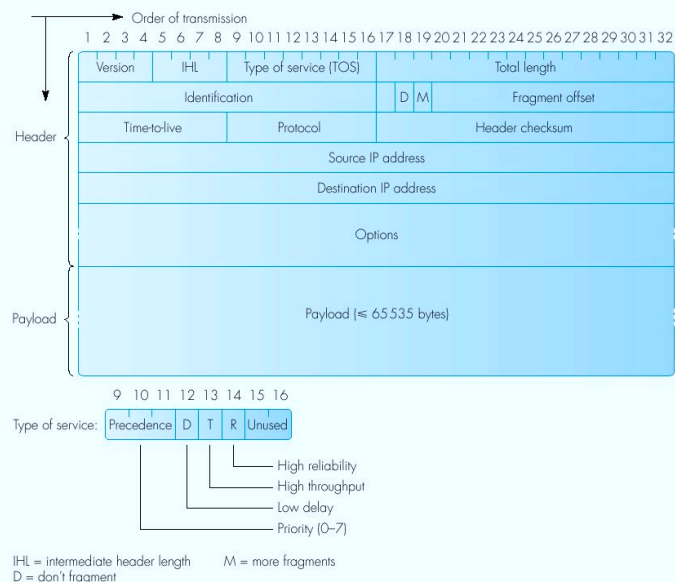 Order of transmission
1 2 3 4 5 6 7 8 9 10 11 12 13 14 15 16 17 18 19 20 21 22 23 24 25 26 27 28 29 30 31 32
Version IHL Type of service (TOS) Total length
Identification D M Fragment offset
Header
Time-to-live Protocol Header checksum
Source IP address
Destination IP address
Options
Payload
Payload (≤ 65 535 bytes)
9 10 11 12 13 14 15 16
Type of service: Precedence D T R Unused
High reliability
High throughput
Low delay
Priority (0–7)
IHL = intermediate header length M = more fragments
D = don't fragment